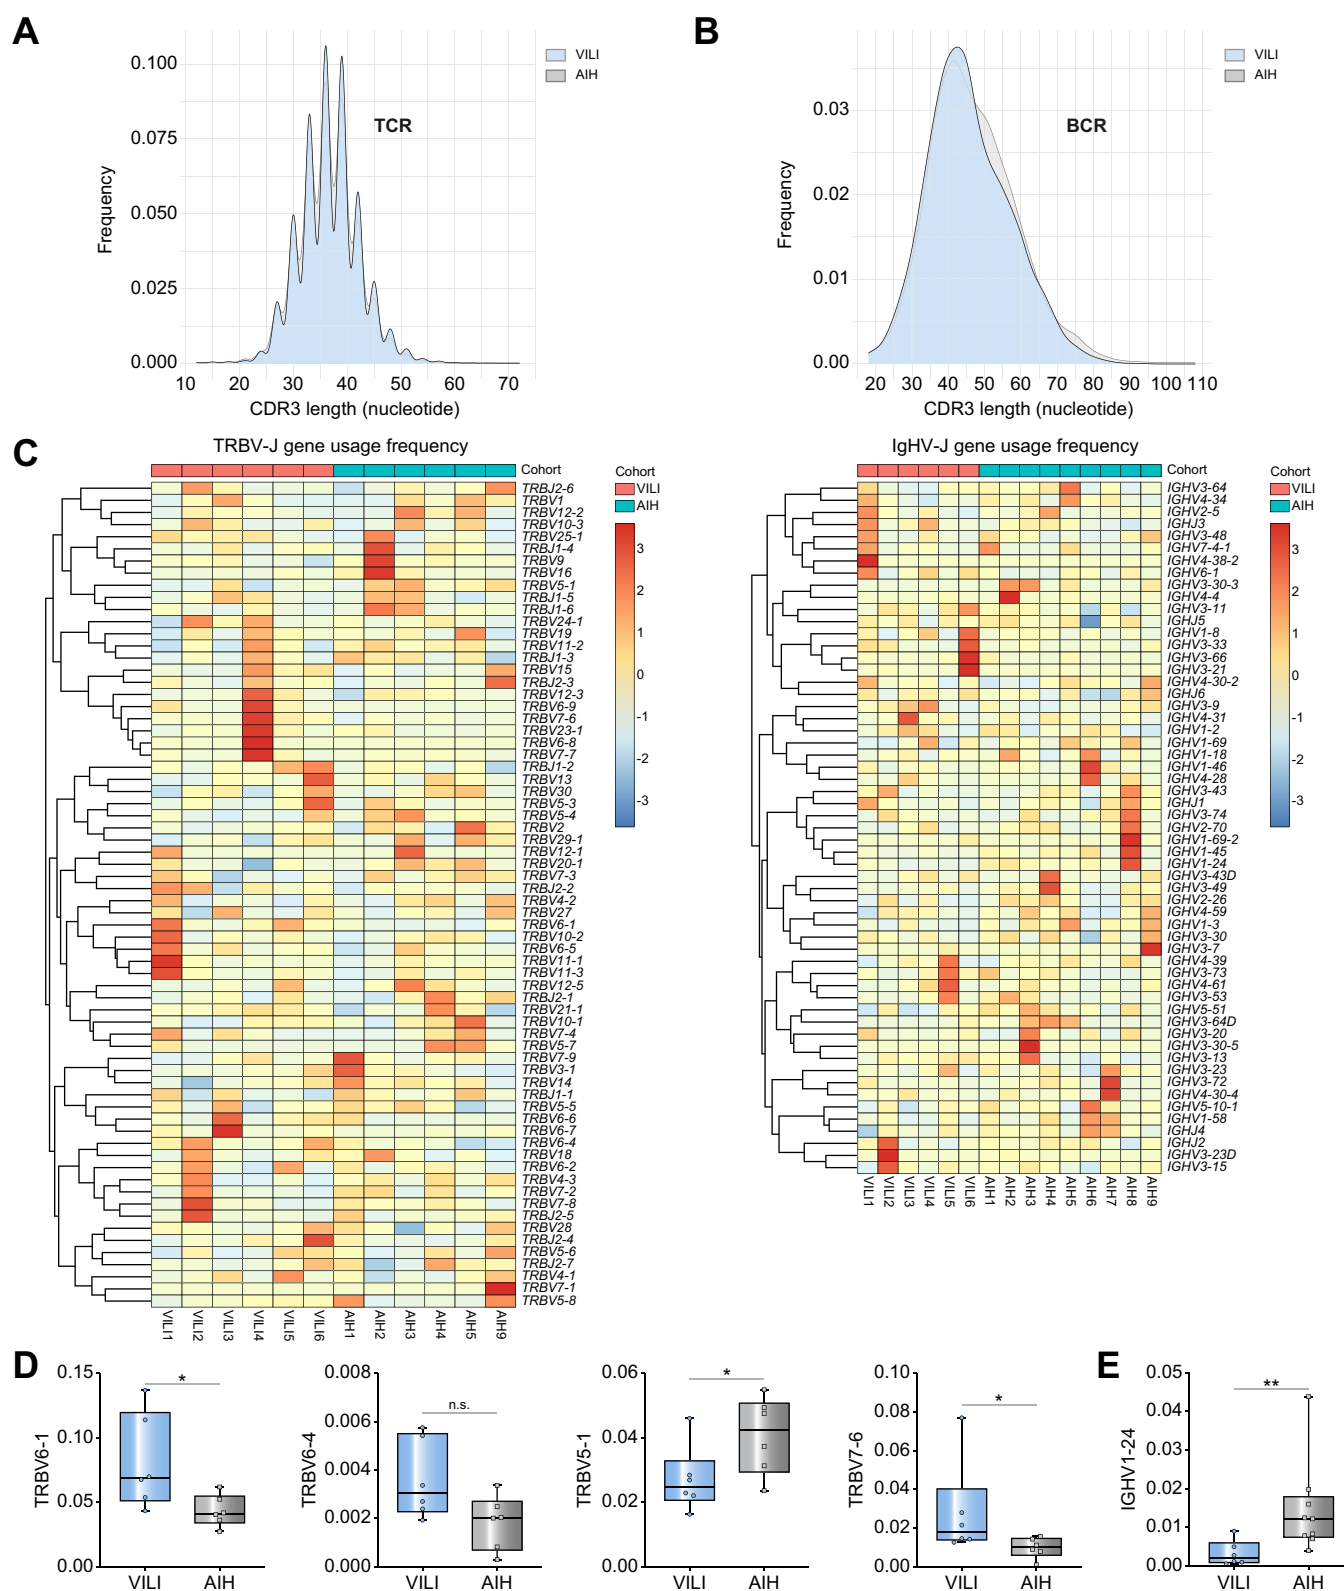 A
B
VILI
AIH
VILI
AIH
TCR
BCR
Frequency
0.100
0.075
0.050
0.025
0.000
10 20 30 40 50 60 70
CDR3 length (nucleotide)
Frequency
0.03
0.02
0.01
0.00
20 30 40 50 60 70 80 90 100 110
CDR3 length (nucleotide)
C
TRBV-J gene usage frequency
Cohort
TRBJ2-6
TRBV1
TRBV12-2
TRBV10-3
TRBV25-1
TRBJ1-4
TRBV9
TRBV16
TRBV5-1
TRBJ1-5
TRBJ1-6
TRBV24-1
TRBV19
TRBV11-2
TRBJ1-3
TRBV15
TRBJ2-3
TRBV12-3
TRBV6-9
TRBV7-6
TRBV23-1
TRBV6-8
TRBV7-7
TRBJ1-2
TRBV13
TRBV30
TRBV5-3
TRBV5-4
TRBV2
TRBV29-1
TRBV12-1
TRBV20-1
TRBV7-3
TRBJ2-2
TRBV4-2
TRBV27
TRBV6-1
TRBV10-2
TRBV6-5
TRBV11-1
TRBV11-3
TRBV12-5
TRBJ2-1
TRBV21-1
TRBV10-1
TRBV7-4
TRBV5-7
TRBV7-9
TRBV3-1
TRBV14
TRBJ1-1
TRBV5-5
TRBV6-6
TRBV6-7
TRBV6-4
TRBV18
TRBV6-2
TRBV4-3
TRBV7-2
TRBV7-8
TRBJ2-5
TRBV28
TRBJ2-4
TRBV5-6
TRBJ2-7
TRBV4-1
TRBV7-1
TRBV5-8
VILI1 VILI2 VILI3 VILI4 VILI5 VILI6 AIH1 AIH2 AIH3 AIH4 AIH5 AIH9
Cohort
VILI
AIH
3
2
1
0
-1
-2
-3
IgHV-J gene usage frequency
Cohort
IGHV3-64
IGHV4-34
IGHV2-5
IGHJ3
IGHV3-48
IGHV7-4-1
IGHV4-38-2
IGHV6-1
IGHV3-30-3
IGHV4-4
IGHV3-11
IGHJ5
IGHV1-8
IGHV3-33
IGHV3-66
IGHV3-21
IGHV4-30-2
IGHJ6
IGHV3-9
IGHV4-31
IGHV1-2
IGHV1-69
IGHV1-18
IGHV1-46
IGHV4-28
IGHV3-43
IGHJ1
IGHV3-74
IGHV2-70
IGHV1-69-2
IGHV1-45
IGHV1-24
IGHV3-43D
IGHV3-49
IGHV2-26
IGHV4-59
IGHV1-3
IGHV3-30
IGHV3-7
IGHV4-39
IGHV3-73
IGHV4-61
IGHV3-53
IGHV5-51
IGHV3-64D
IGHV3-20
IGHV3-30-5
IGHV3-13
IGHV3-23
IGHV3-72
IGHV4-30-4
IGHV5-10-1
IGHV1-58
IGHJ4
IGHJ2
IGHV3-23D
IGHV3-15
VILI1 VILI2 VILI3 VILI4 VILI5 VILI6 AIH1 AIH2 AIH3 AIH4 AIH5 AIH6 AIH7 AIH8 AIH9
Cohort
VILI
AIH
3
2
1
0
-1
-2
-3
D
TRBV6-1
0.15
0.10
0.05
0.00
*
VILI AIH
TRBV6-4
0.008
0.006
0.004
0.002
0.000
n.s.
VILI AIH
TRBV5-1
0.06
0.04
0.02
0.00
*
VILI AIH
TRBV7-6
0.10
0.08
0.06
0.04
0.02
0.00
*
VILI AIH
E
IGHV1-24
0.05
0.04
0.03
0.02
0.01
0.00
**
VILI AIH